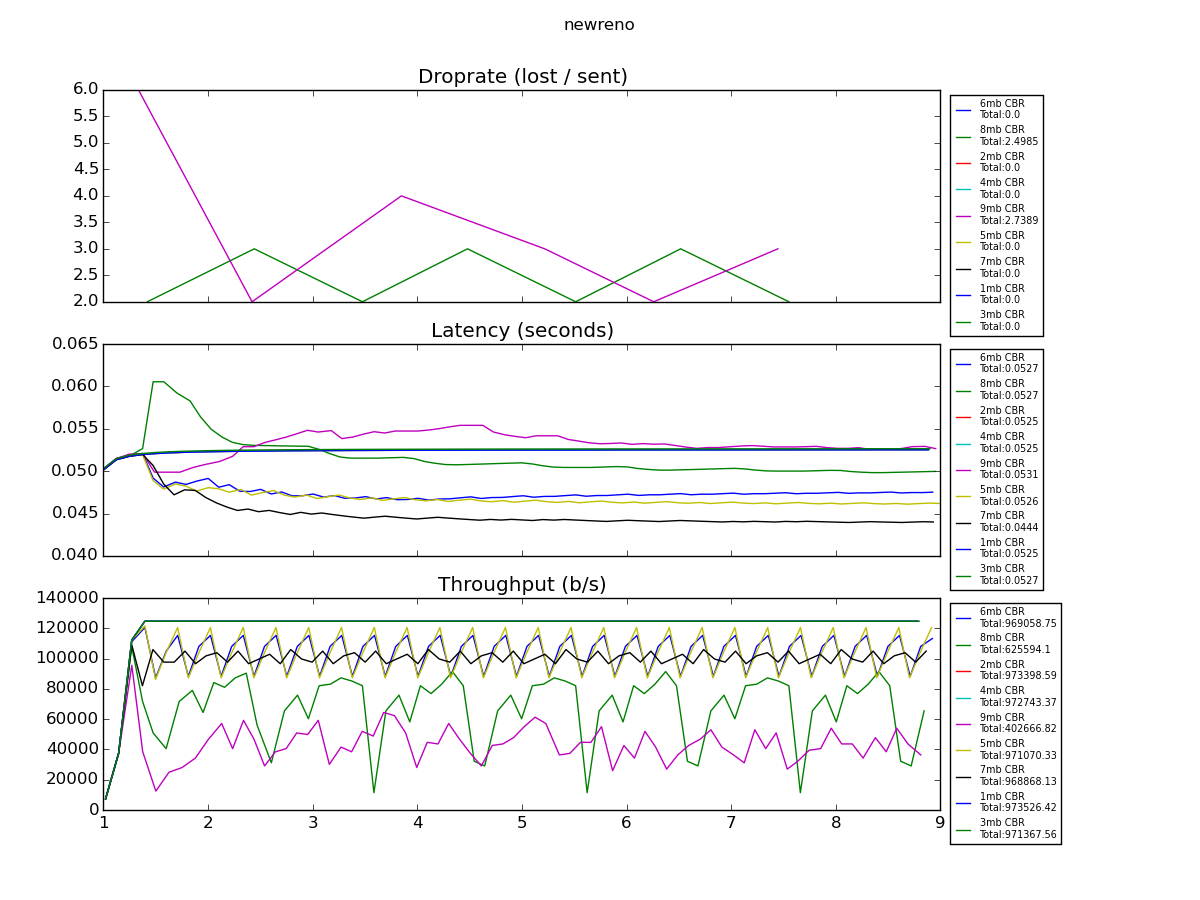 newreno
Droprate (lost / sent)
6.0
5.5
5.0
4.5
4.0
3.5
3.0
2.5
2.0
6mb CBR
Total:0.0
8mb CBR
Total:2.4985
2mb CBR
Total:0.0
4mb CBR
Total:0.0
9mb CBR
Total:2.7389
5mb CBR
Total:0.0
7mb CBR
Total:0.0
1mb CBR
Total:0.0
3mb CBR
Total:0.0
Latency (seconds)
0.065
0.060
0.055
0.050
0.045
0.040
6mb CBR
Total:0.0527
8mb CBR
Total:0.0527
2mb CBR
Total:0.0525
4mb CBR
Total:0.0525
9mb CBR
Total:0.0531
5mb CBR
Total:0.0526
7mb CBR
Total:0.0444
1mb CBR
Total:0.0525
3mb CBR
Total:0.0527
Throughput (b/s)
140000
120000
100000
80000
60000
40000
20000
0
1 2 3 4 5 6 7 8 9
6mb CBR
Total:969058.75
8mb CBR
Total:625594.1
2mb CBR
Total:973398.59
4mb CBR
Total:972743.37
9mb CBR
Total:402666.82
5mb CBR
Total:971070.33
7mb CBR
Total:968868.13
1mb CBR
Total:973526.42
3mb CBR
Total:971367.56